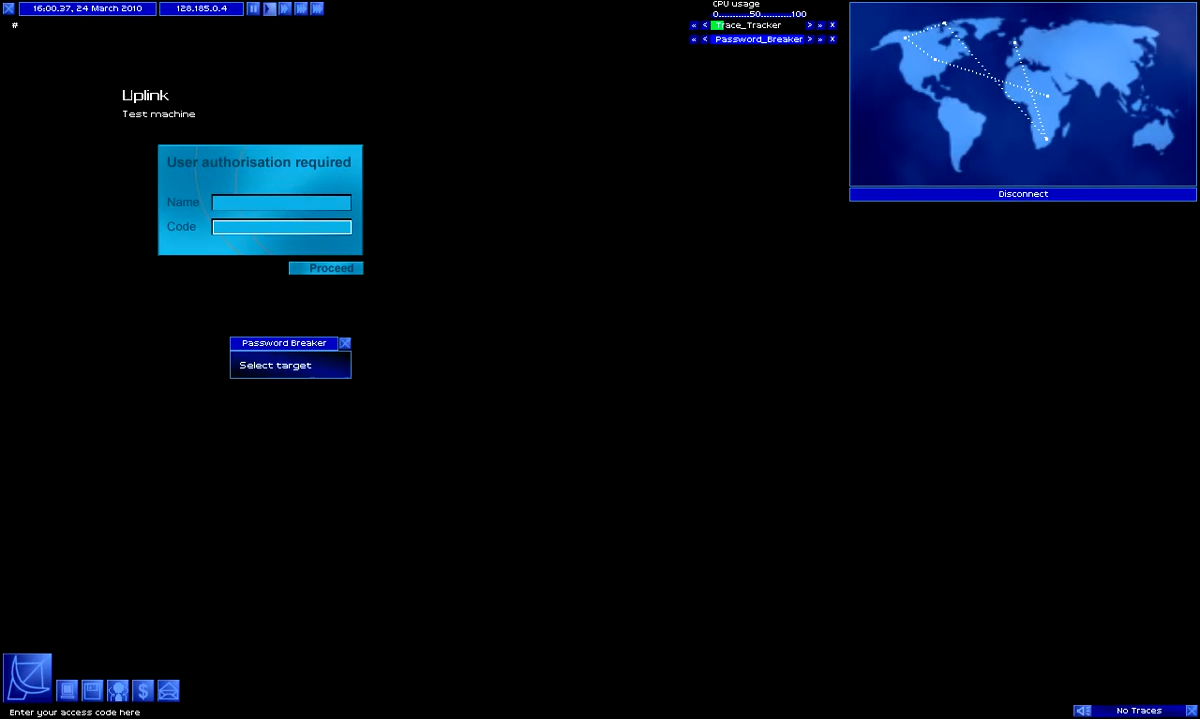 16:00.37, 24 March 2010
128.185.0.4
CPU usage
0...........50...........100
« < Trace_Tracker > » x
« < Password_Breaker > » x
#
Uplink
Test machine
User authorisation required
Name
Code
Proceed
Disconnect
Password Breaker
Select target
$
Enter your access code here
No Traces